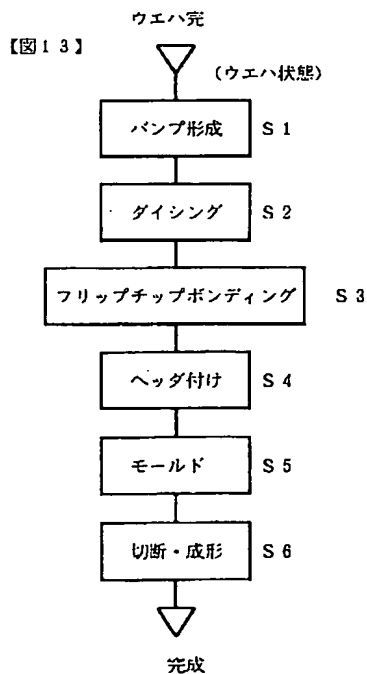 ウエハ完
【図１３】
（ウエハ状態）
バンプ形成 Ｓ１
ダイシング Ｓ２
フリップチップボンディング Ｓ３
ヘッダ付け Ｓ４
モールド Ｓ５
切断・成形 Ｓ６
完成